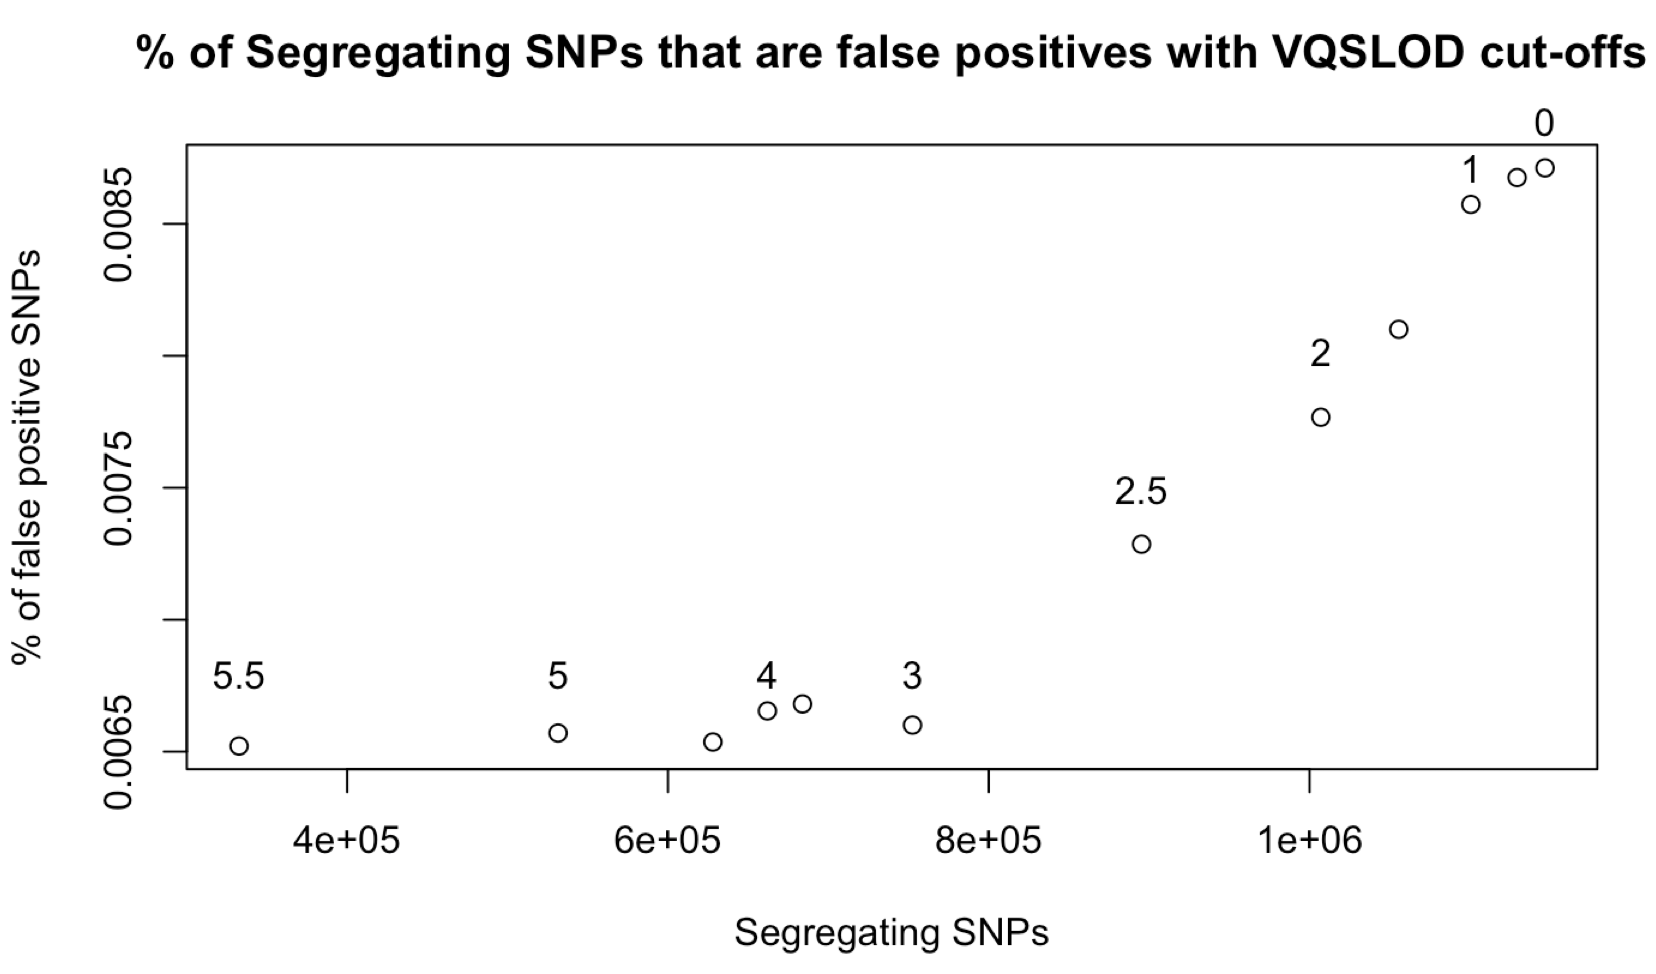 % of Segregating SNPs that are false positives with VQSLOD cut-offs
0
1
2
2.5
5.5
5
4
3
% of false positive SNPs
0.0085
0.0075
0.0065
4e+05 6e+05 8e+05 1e+06
Segregating SNPs